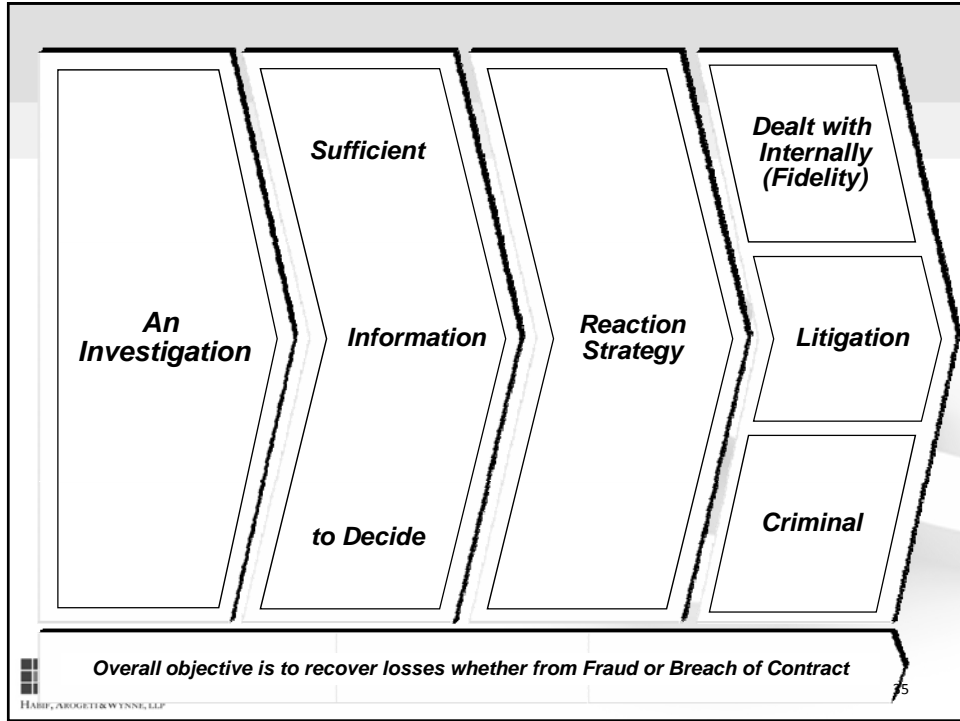 An
Investigation
Sufficient
Information
to Decide
Reaction
Strategy
Dealt with
Internally
(Fidelity)
Litigation
Criminal
Overall objective is to recover losses whether from Fraud or Breach of Contract
35
HABIF, AROGETI & WYNNE, LLP